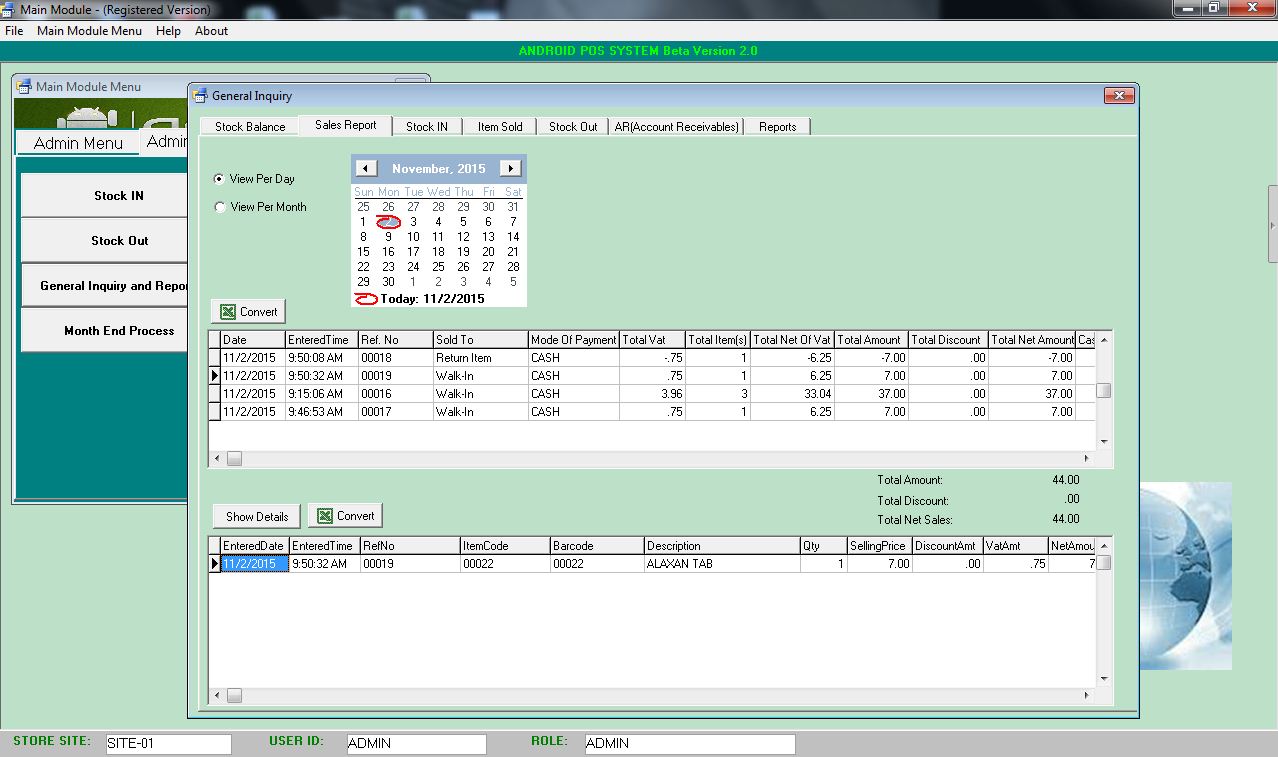 Main Module - (Registered Version)
File Main Module Menu Help About
ANDROID POS SYSTEM Beta Version 2.0
Main Module Menu
Admin Menu
Stock IN
Stock Out
General Inquiry and Repo
Month End Process
General Inquiry
Stock Balance Sales Report Stock IN Item Sold Stock Out AR(Account Receivables) Reports
View Per Day
View Per Month
November, 2015
Sun Mon Tue Wed Thu Fri Sat
25 26 27 28 29 30 31
1 2 3 4 5 6 7
8 9 10 11 12 13 14
15 16 17 18 19 20 21
22 23 24 25 26 27 28
29 30 1 2 3 4 5
Today: 11/2/2015
Convert
Date EnteredTime Ref. No Sold To Mode Of Payment Total Vat Total Item(s) Total Net Of Vat Total Amount Total Discount Total Net Amount Cas
11/2/2015 9:50:08 AM 00018 Return Item CASH -.75 1 -6.25 -7.00 .00 -7.00
11/2/2015 9:50:32 AM 00019 Walk-In CASH .75 1 6.25 7.00 .00 7.00
11/2/2015 9:15:06 AM 00016 Walk-In CASH 3.96 3 33.04 37.00 .00 37.00
11/2/2015 9:46:53 AM 00017 Walk-In CASH .75 1 6.25 7.00 .00 7.00
Total Amount: 44.00
Total Discount: .00
Total Net Sales: 44.00
Show Details Convert
EnteredDate EnteredTime RefNo ItemCode Barcode Description Qty SellingPrice DiscountAmt VatAmt NetAmou
11/2/2015 9:50:32 AM 00019 00022 00022 ALAXAN TAB 1 7.00 .00 .75 7
STORE SITE: SITE-01 USER ID: ADMIN ROLE: ADMIN